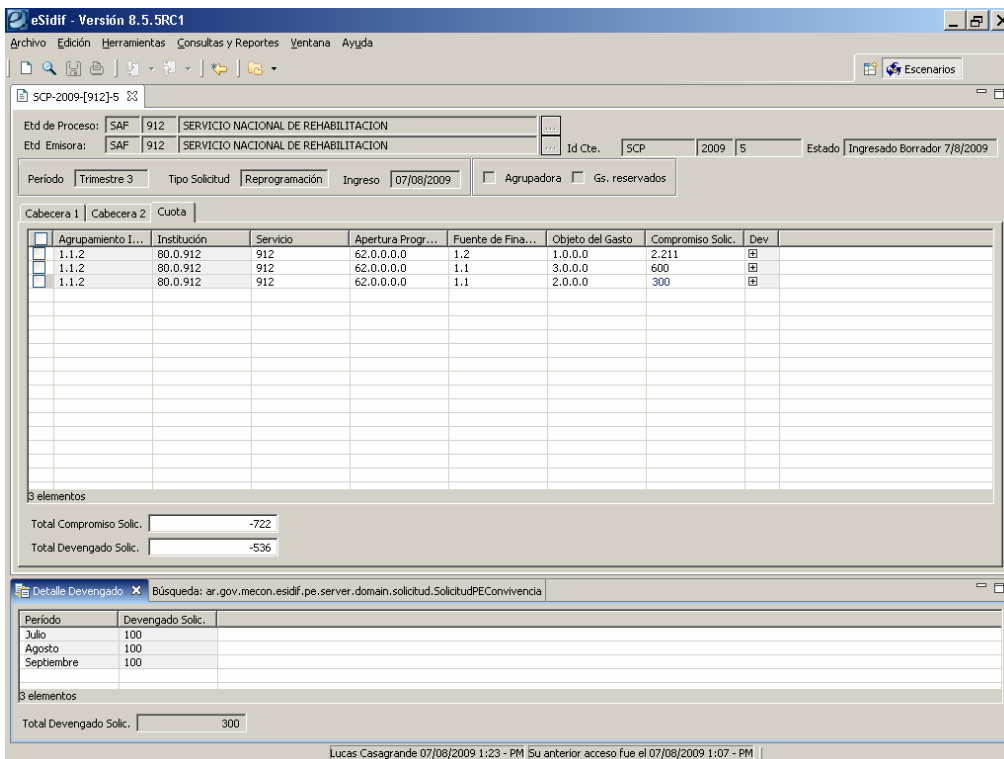 eSidif - Versión 8.5.5RC1
Archivo Edición Herramientas Consultas y Reportes Ventana Ayuda
Escenarios
SCP-2009-[912]-5
Etd de Proceso: SAF 912 SERVICIO NACIONAL DE REHABILITACION ...
Etd Emisora: SAF 912 SERVICIO NACIONAL DE REHABILITACION ... Id Cte. SCP 2009 5 Estado Ingresado Borrador 7/8/2009
Período Trimestre 3 Tipo Solicitud Reprogramación Ingreso 07/08/2009 Agrupadora Gs. reservados
Cabecera 1 Cabecera 2 Cuota
Agrupamiento I... Institución Servicio Apertura Progr... Fuente de Fina... Objeto del Gasto Compromiso Solic. Dev
1.1.2 80.0.912 912 62.0.0.0.0 1.2 1.0.0.0 2.211
1.1.2 80.0.912 912 62.0.0.0.0 1.1 3.0.0.0 600
1.1.2 80.0.912 912 62.0.0.0.0 1.1 2.0.0.0 300
3 elementos
Total Compromiso Solic. -722
Total Devengado Solic. -536
Detalle Devengado Búsqueda: ar.gov.mecon.esidif.pe.server.domain.solicitud.SolicitudPEConvivencia
Período Devengado Solic.
Julio 100
Agosto 100
Septiembre 100
3 elementos
Total Devengado Solic. 300
Lucas Casagrande 07/08/2009 1:23 - PM Su anterior acceso fue el 07/08/2009 1:07 - PM